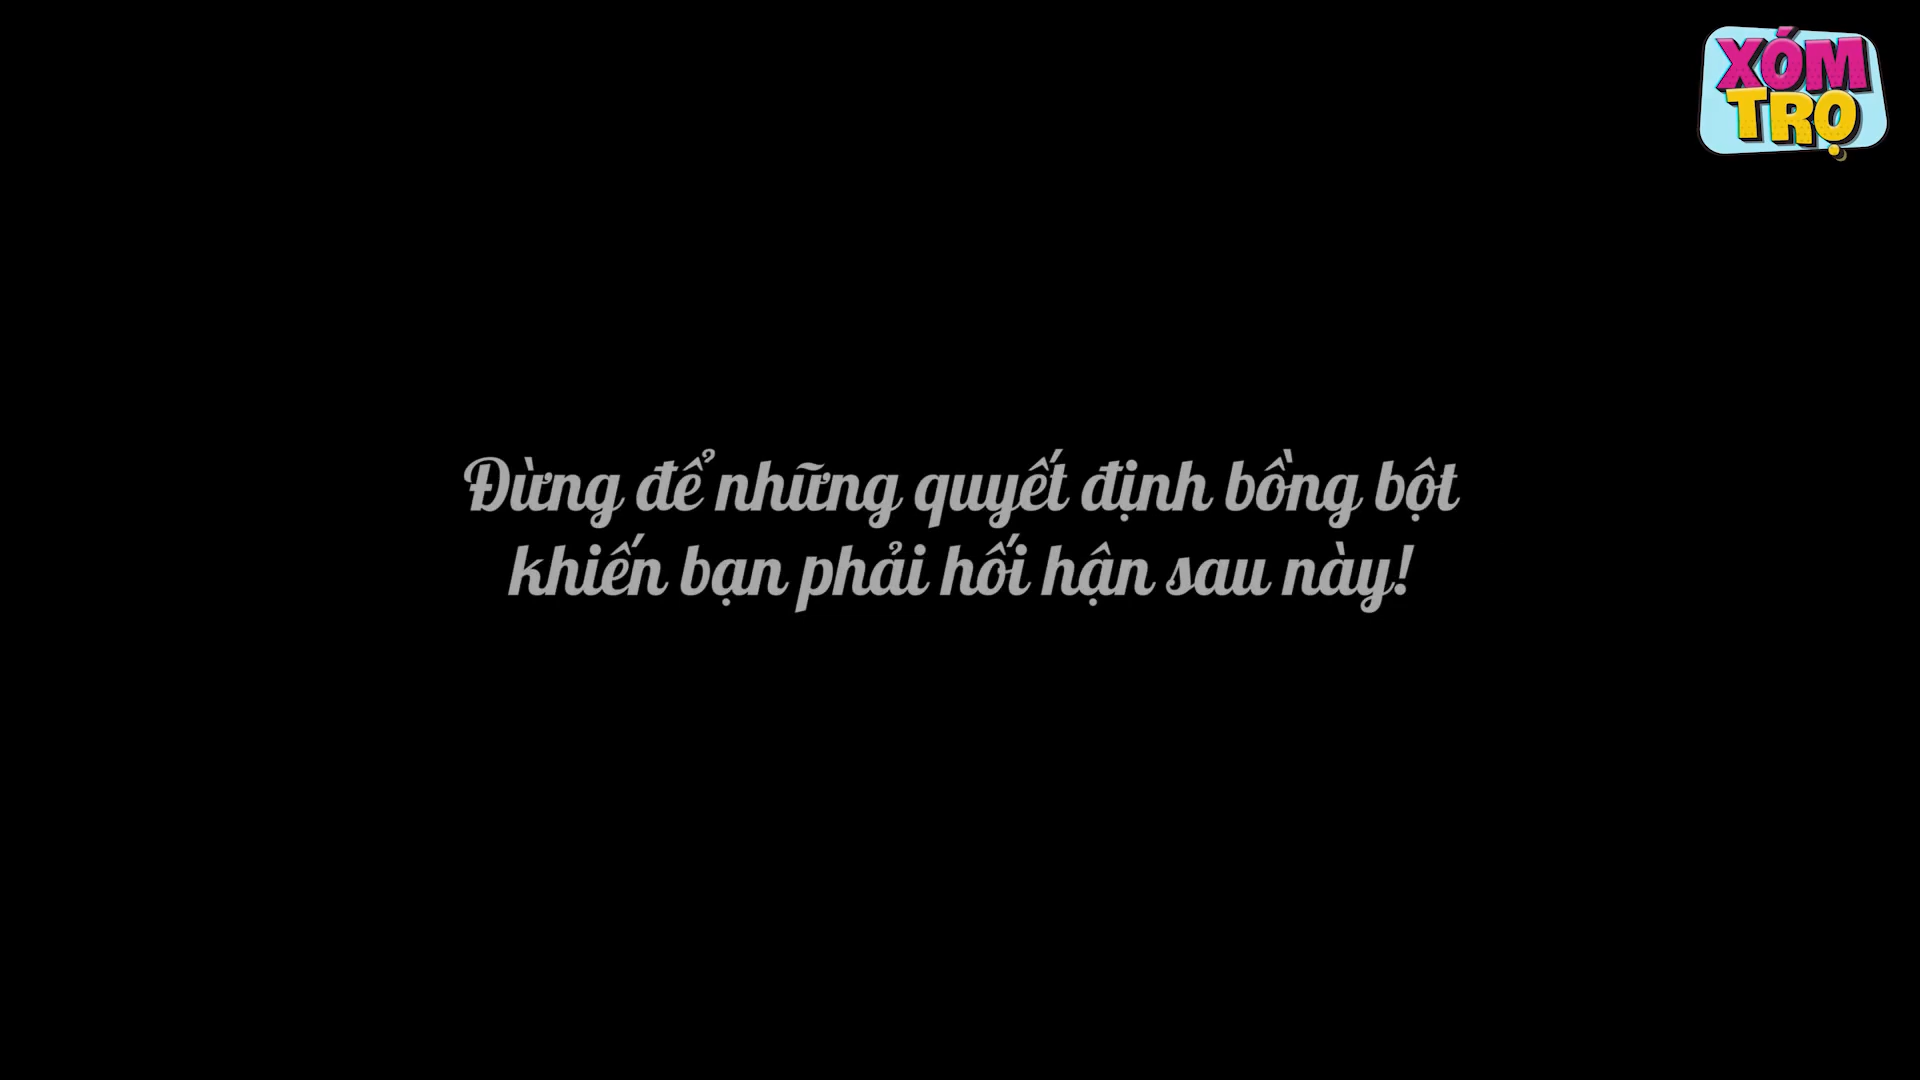 XÓM
TRỌ
Đừng để những quyết định bồng bột
khiến bạn phải hối hận sau này!